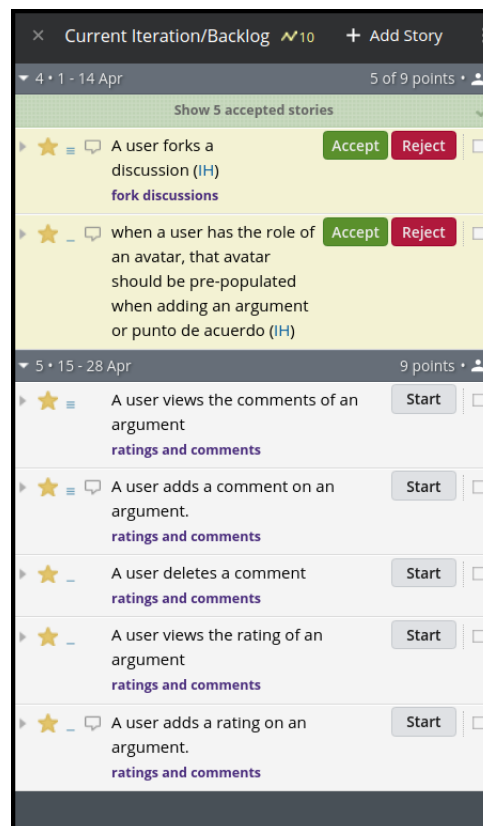 Current Iteration/Backlog 10 + Add Story
4 • 1 - 14 Apr 5 of 9 points •
Show 5 accepted stories
A user forks a Accept Reject
discussion (IH)
fork discussions
when a user has the role of Accept Reject
an avatar, that avatar
should be pre-populated
when adding an argument
or punto de acuerdo (IH)
5 • 15 - 28 Apr 9 points •
A user views the comments of an Start
argument
ratings and comments
A user adds a comment on an Start
argument.
ratings and comments
A user deletes a comment Start
ratings and comments
A user views the rating of an Start
argument
ratings and comments
A user adds a rating on an Start
argument.
ratings and comments